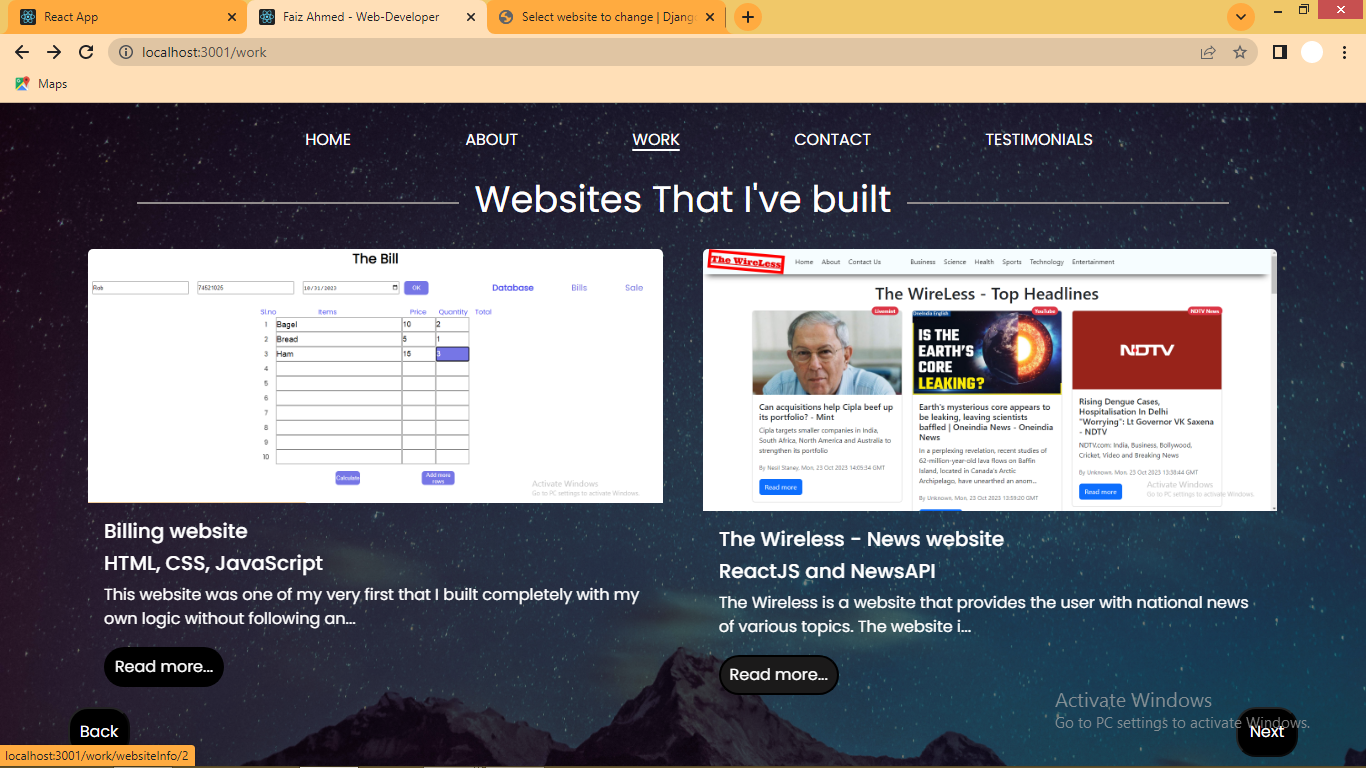 React App
Faiz Ahmed - Web-Developer
Select website to change | Djang
localhost:3001/work
Maps
HOME ABOUT WORK CONTACT TESTIMONIALS
Websites That I've built
The Bill
Rob 74521025 10/31/2023 OK Database Bills Sale
Sl.no Items Price Quantity Total
1 Bagel 10 2
2 Bread 5 1
3 Ham 15 3
4
5
6
7
8
9
10
Calculate Add more rows
Activate Windows
Go to PC settings to activate Windows.
Billing website
HTML, CSS, JavaScript
This website was one of my very first that I built completely with my
own logic without following an...
Read more...
The WireLess Home About Contact Us Business Science Health Sports Technology Entertainment
The WireLess - Top Headlines
Livemint
Can acquisitions help Cipla beef up
its portfolio? - Mint
Cipla targets smaller companies in India,
South Africa, North America and Australia to
strengthen its portfolio
By Neil Staney, Mon, 23 Oct 2023 14:05:34 GMT
Read more
Oneindia English
YouTube
IS THE
EARTH'S
CORE
LEAKING?
Earth's mysterious core appears to
be leaking, leaving scientists
baffled | Oneindia News - Oneindia
News
In a perplexing revelation, recent studies of
62-million-year-old lava flows on Baffin
Island, located in Canada's Arctic
Archipelago, have unearthed an anom...
By Unknown, Mon, 23 Oct 2023 13:59:20 GMT
NDTV News
NDTV
Rising Dengue Cases,
Hospitalisation In Delhi
"Worrying": Lt Governor VK Saxena
- NDTV
NDTV.com: India, Business, Bollywood,
Cricket, Video and Breaking News
By Unknown, Mon, 23 Oct 2023 13:38:44 GMT
Read more
Activate Windows
Go to PC settings to activate Windows.
The Wireless - News website
ReactJS and NewsAPI
The Wireless is a website that provides the user with national news
of various topics. The website i...
Read more...
Back
Next
Activate Windows
Go to PC settings to activate Windows.
localhost:3001/work/websiteInfo/2